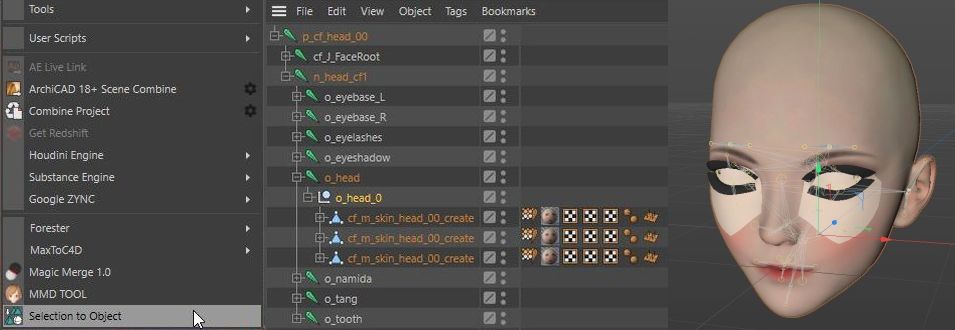 Tools
User Scripts
AE Live Link
ArchiCAD 18+ Scene Combine
Combine Project
Get Redshift
Houdini Engine
Substance Engine
Google ZYNC
Forester
MaxToC4D
Magic Merge 1.0
MMD TOOL
Selection to Object
File Edit View Object Tags Bookmarks
p_cf_head_00
cf_J_FaceRoot
n_head_cf1
o_eyebase_L
o_eyebase_R
o_eyelashes
o_eyeshadow
o_head
o_head_0
cf_m_skin_head_00_create
cf_m_skin_head_00_create
cf_m_skin_head_00_create
o_namida
o_tang
o_tooth